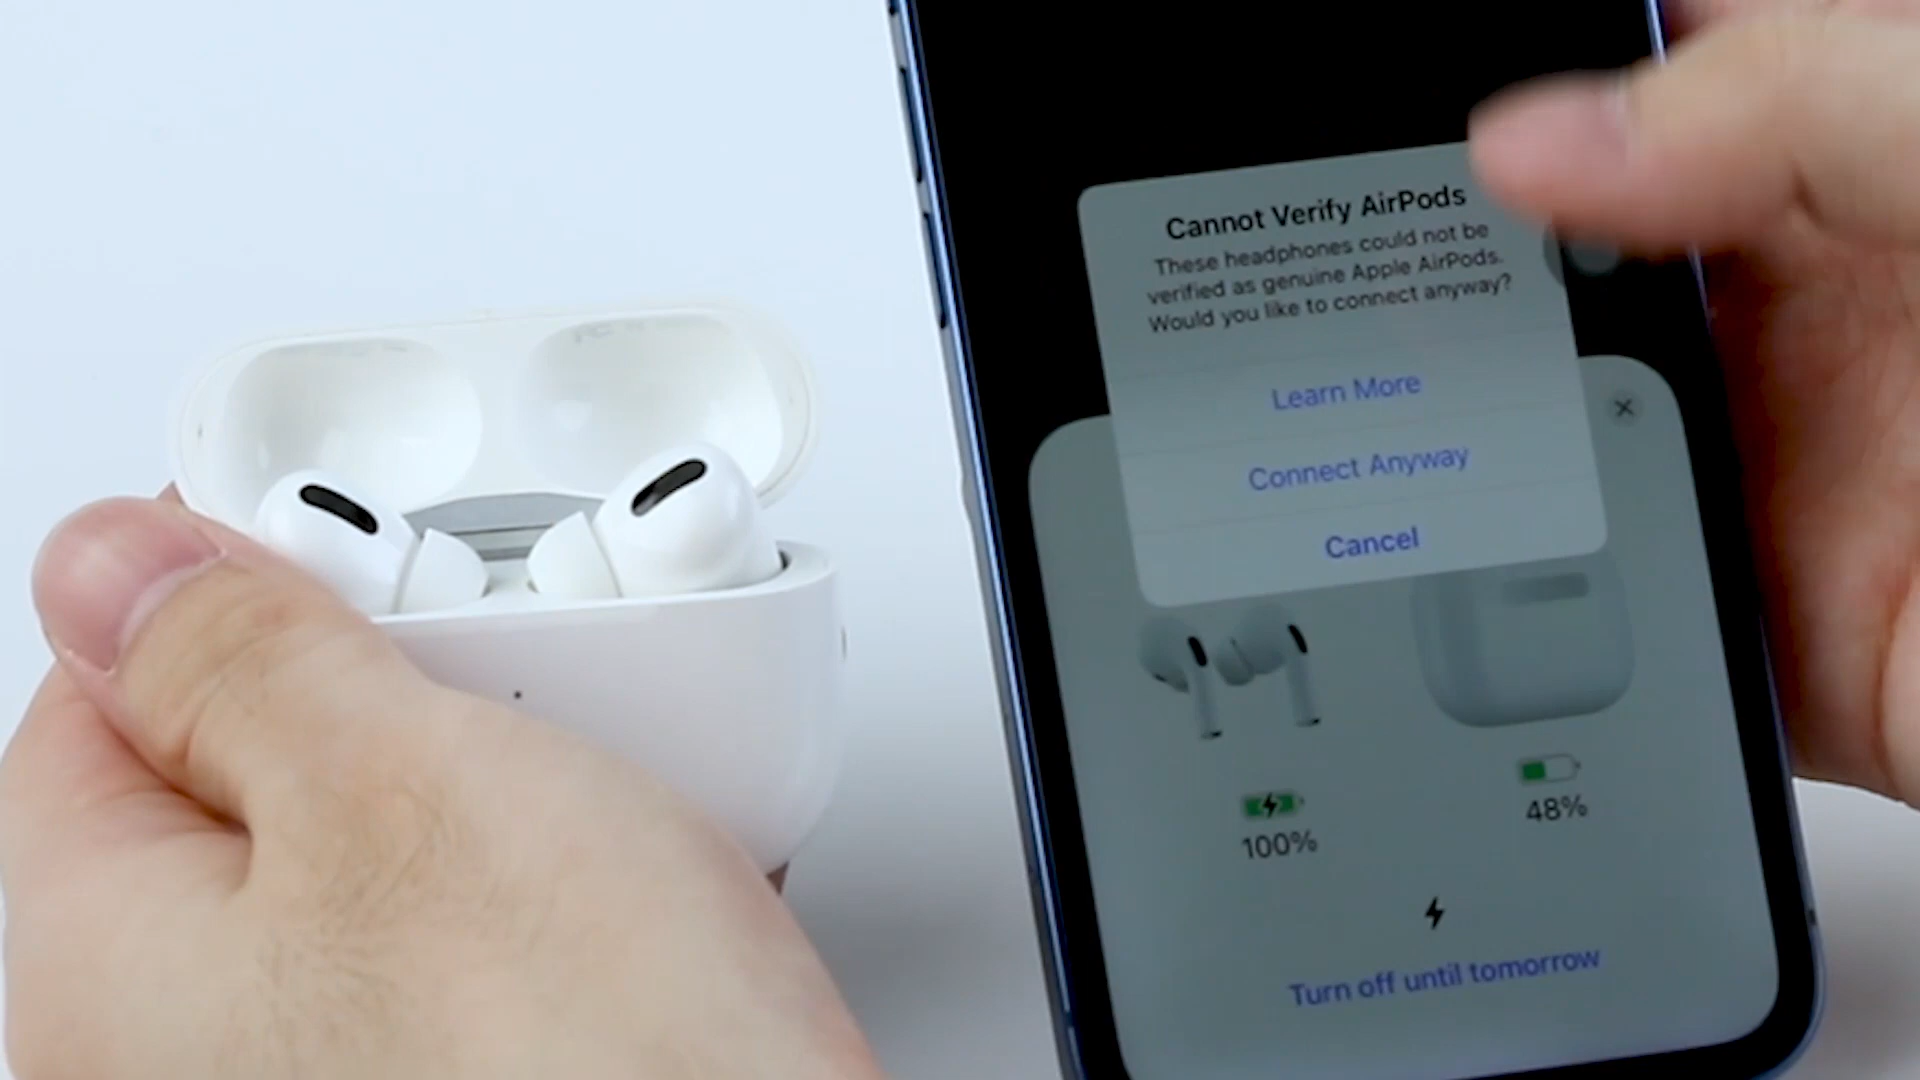 Cannot Verify AirPods
These headphones could not be
verified as genuine Apple AirPods.
Would you like to connect anyway?
Learn More
Connect Anyway
Cancel
100%
48%
Turn off until tomorrow